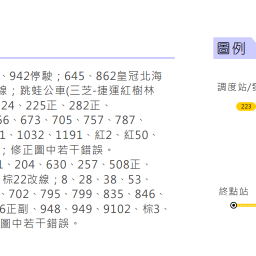 圖例
、942停駛；645、862皇冠北海
線；跳蛙公車(三芝-捷運紅樹林
24、225正、282正、
66、673、705、757、787、
1、1032、1191、紅2、紅50、
；修正圖中若干錯誤。
1、204、630、257、508正、
棕22改線；8、28、38、53、
、702、795、799、835、846、
6正副、948、949、9102、棕3、
圖中若干錯誤。
調度站/
223
終點站